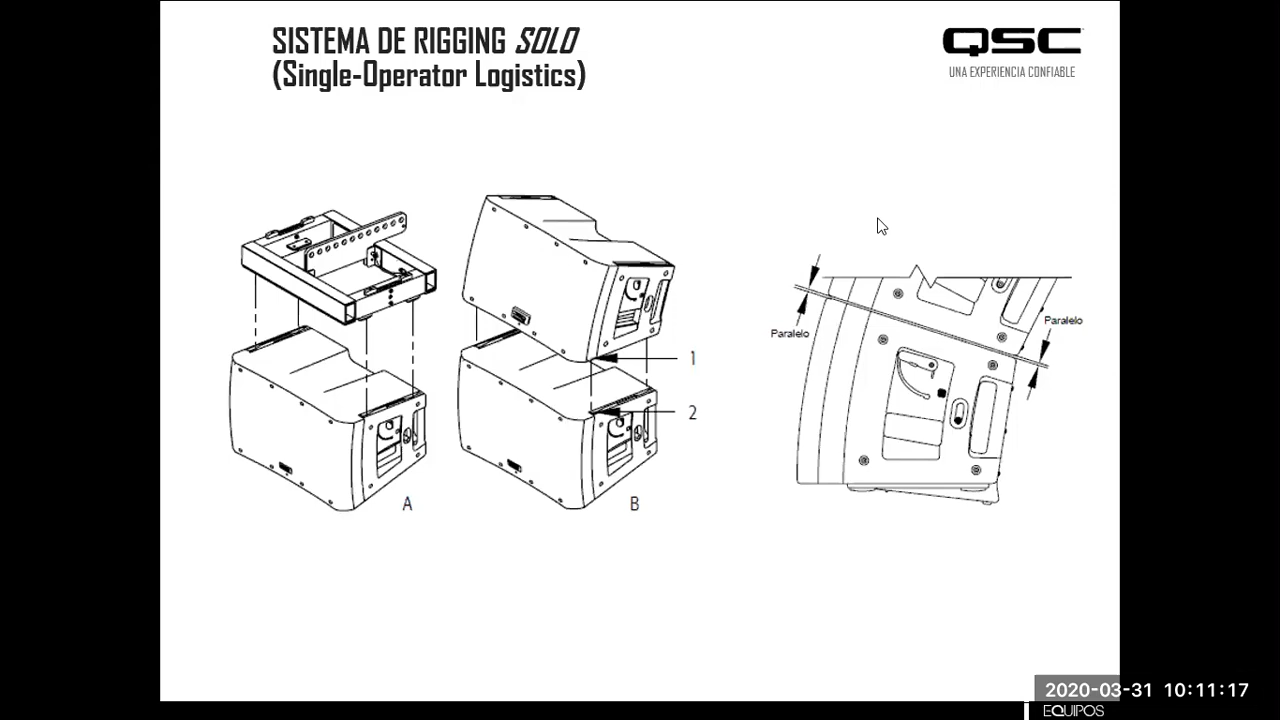 SISTEMA DE RIGGING SOLO
(Single-Operator Logistics)
QSC
UNA EXPERIENCIA CONFIABLE
1
2
A
B
Paralelo
Paralelo
2020-03-31 10:11:17
EQUIPOS